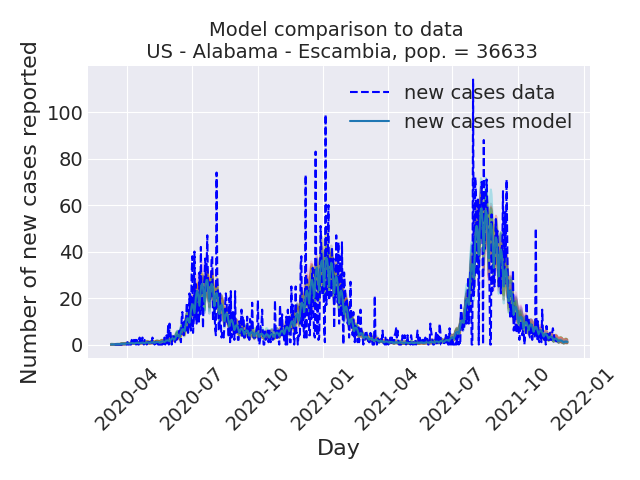 Model comparison to data
US - Alabama - Escambia, pop. = 36633
Number of new cases reported
100
80
60
40
20
0
new cases data
new cases model
2020-04
2020-07
2020-10
2021-01
2021-04
2021-07
2021-10
2022-01
Day